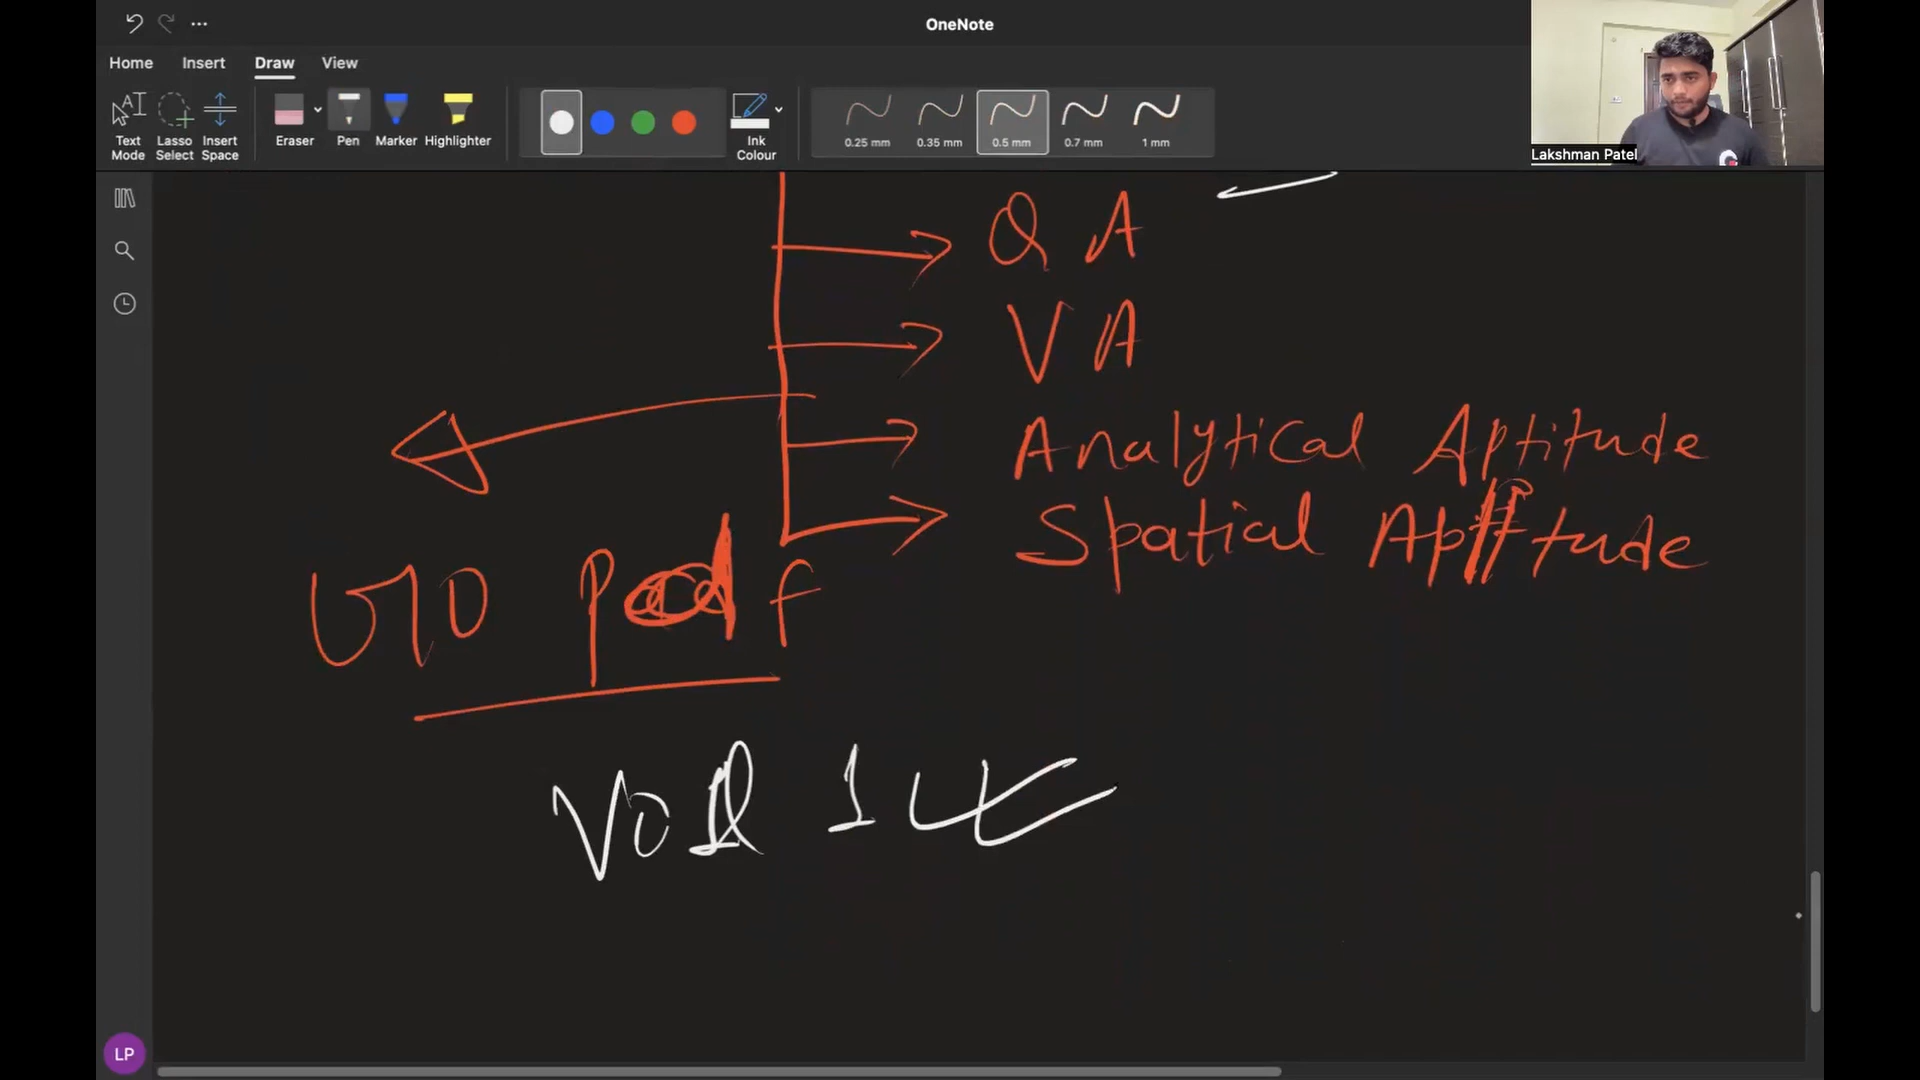 OneNote
Home Insert Draw View
Text Mode
Lasso Select
Insert Space
Eraser
Pen
Marker
Highlighter
Ink Colour
0.25 mm
0.35 mm
0.5 mm
0.7 mm
1 mm
Lakshman Patel
Q A
V A
Analytical Aptitude
Spatial Aptitude
GO pdf
Vol 1
LP